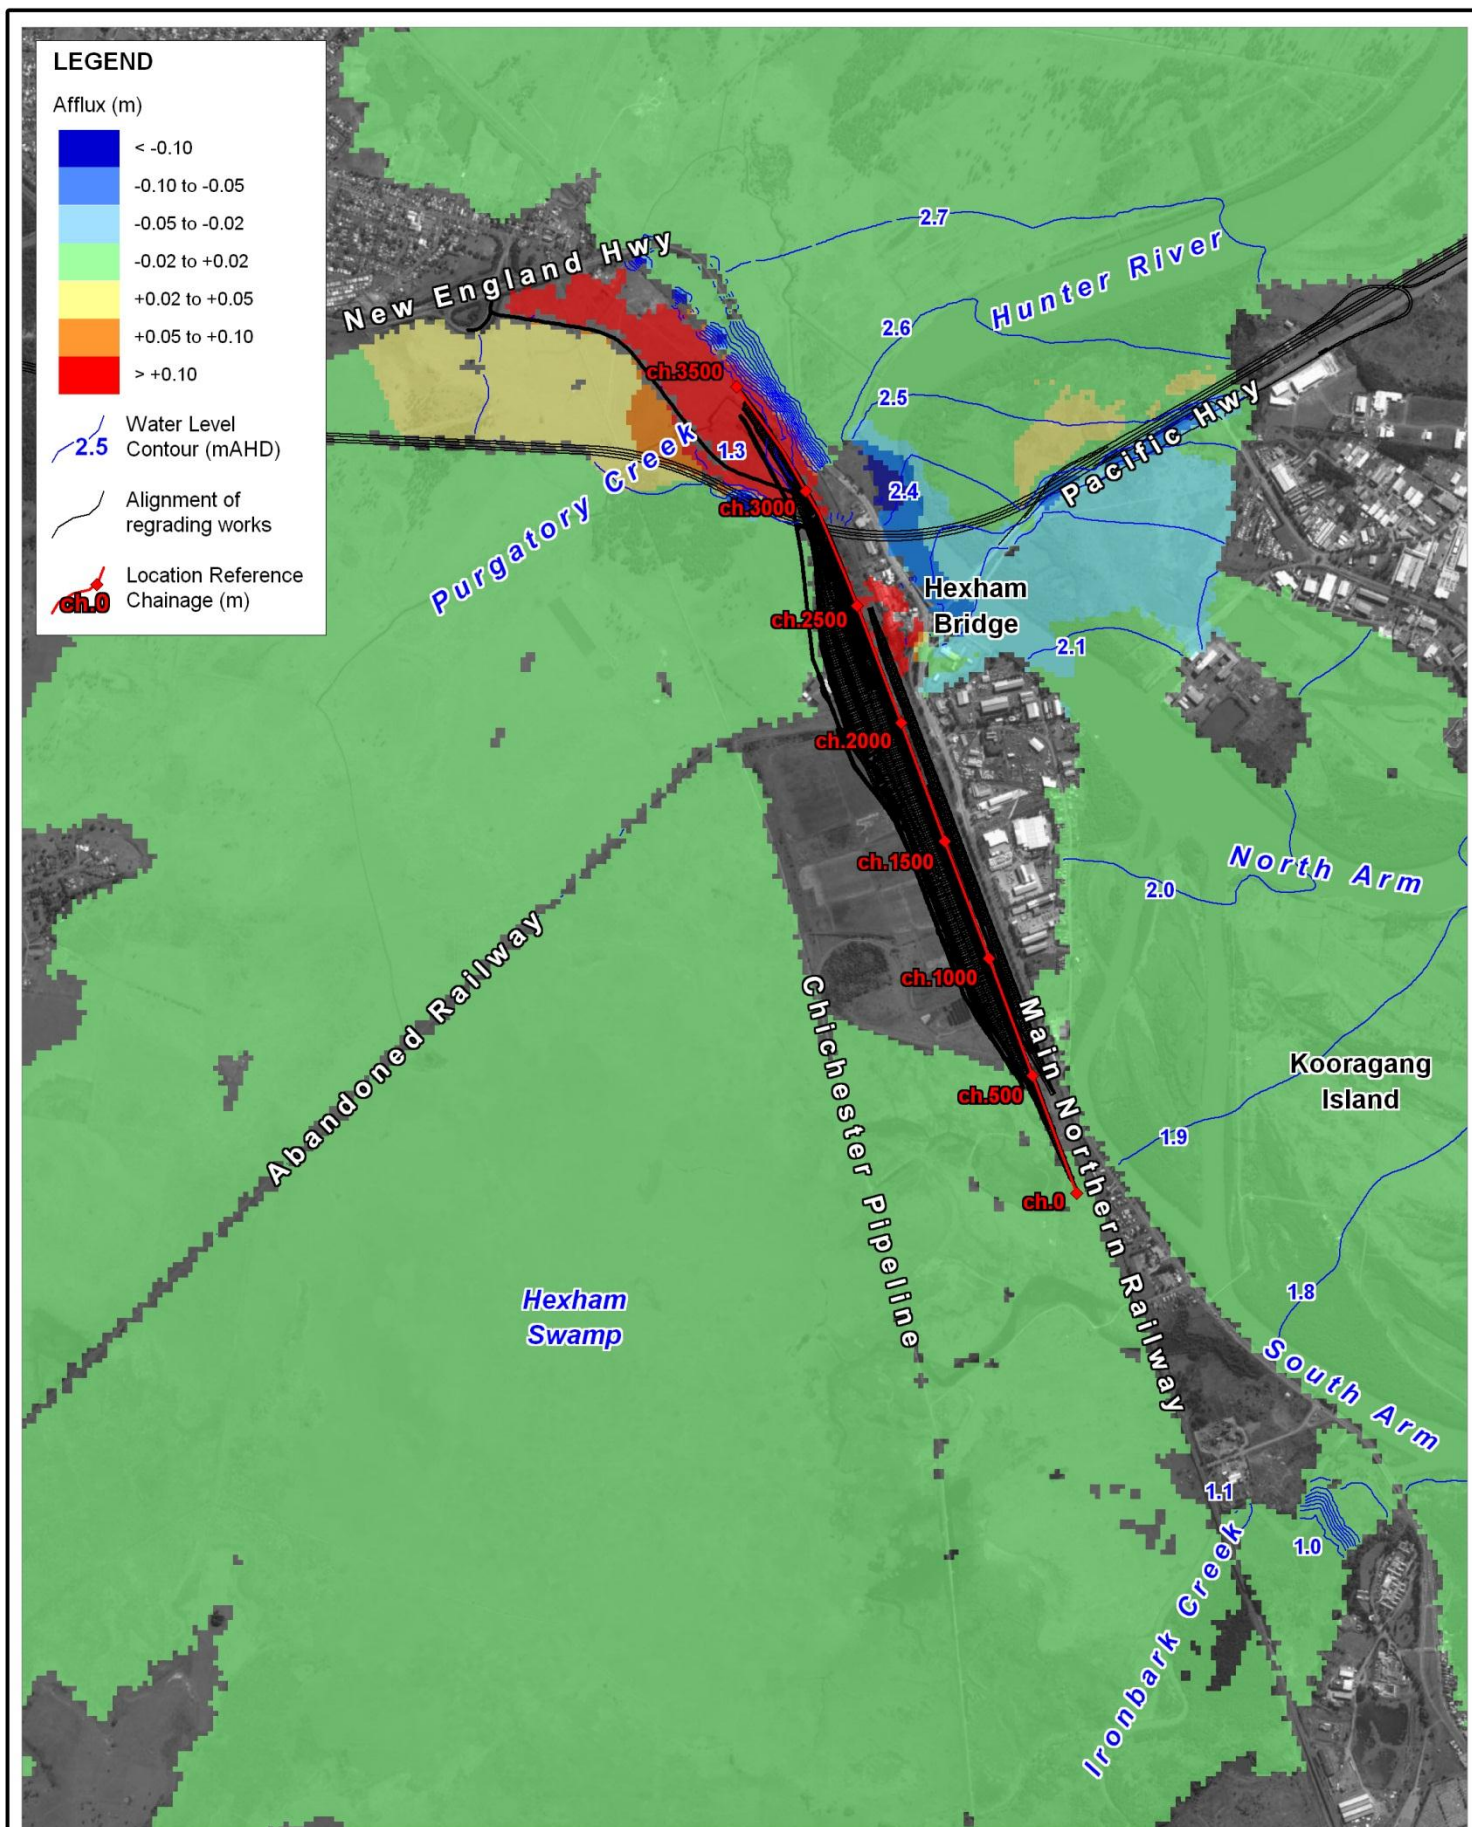 LEGEND
Afflux (m)
< -0.10
-0.10 to -0.05
-0.05 to -0.02
-0.02 to +0.02
+0.02 to +0.05
+0.05 to +0.10
> +0.10
2.5
Water Level
Contour (mAHD)
Alignment of
regrading works
ch.0
Location Reference
Chainage (m)
2.7
New England Hwy
Hunter River
2.6
ch.3500
2.5
Pacific Hwy
1.3
2.4
ch.3000
Purgatory Creek
Hexham
Bridge
ch.2500
2.1
ch.2000
ch.1500
North Arm
2.0
Abandoned Railway
ch.1000
Chichester Pipeline
Main Northern Railway
Kooragang
Island
ch.500
1.9
ch.0
Hexham
Swamp
1.8
South Arm
1.1
1.0
Ironbark Creek